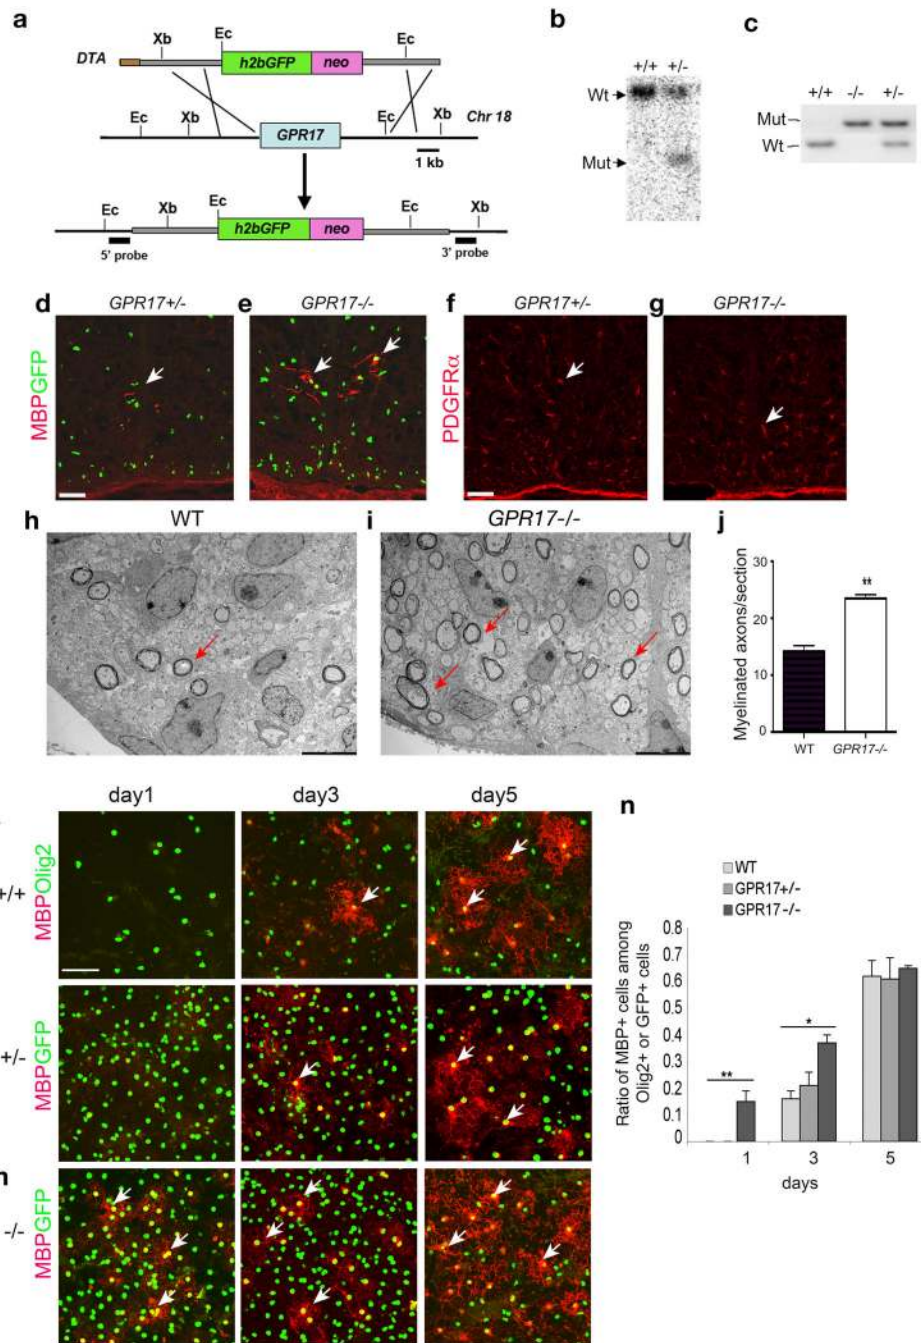 a
Xb
Ec
Ec
DTA
h2bGFP
neo
Ec
Xb
GPR17
Ec
Xb
Chr 18
1 kb
Ec
Xb
Ec
h2bGFP
neo
Ec
Xb
5' probe
3' probe
b
+/+ +/-
Wt
Mut
c
+/+ -/- +/-
Mut
Wt
d GPR17+/-
e GPR17-/-
f GPR17+/-
g GPR17-/-
MBPGFP
PDGFRα
h WT
i GPR17-/-
j
Myelinated axons/section
30
20
10
0
**
WT GPR17-/-
day1 day3 day5
+/+
MBPOlig2
+/-
MBPGFP
-/-
MBPGFP
n
WT
GPR17+/-
GPR17-/-
Ratio of MBP+ cells among
Olig2+ or GFP+ cells
0.8
0.7
0.6
0.5
0.4
0.3
0.2
0.1
0
**
*
1 3 5
days